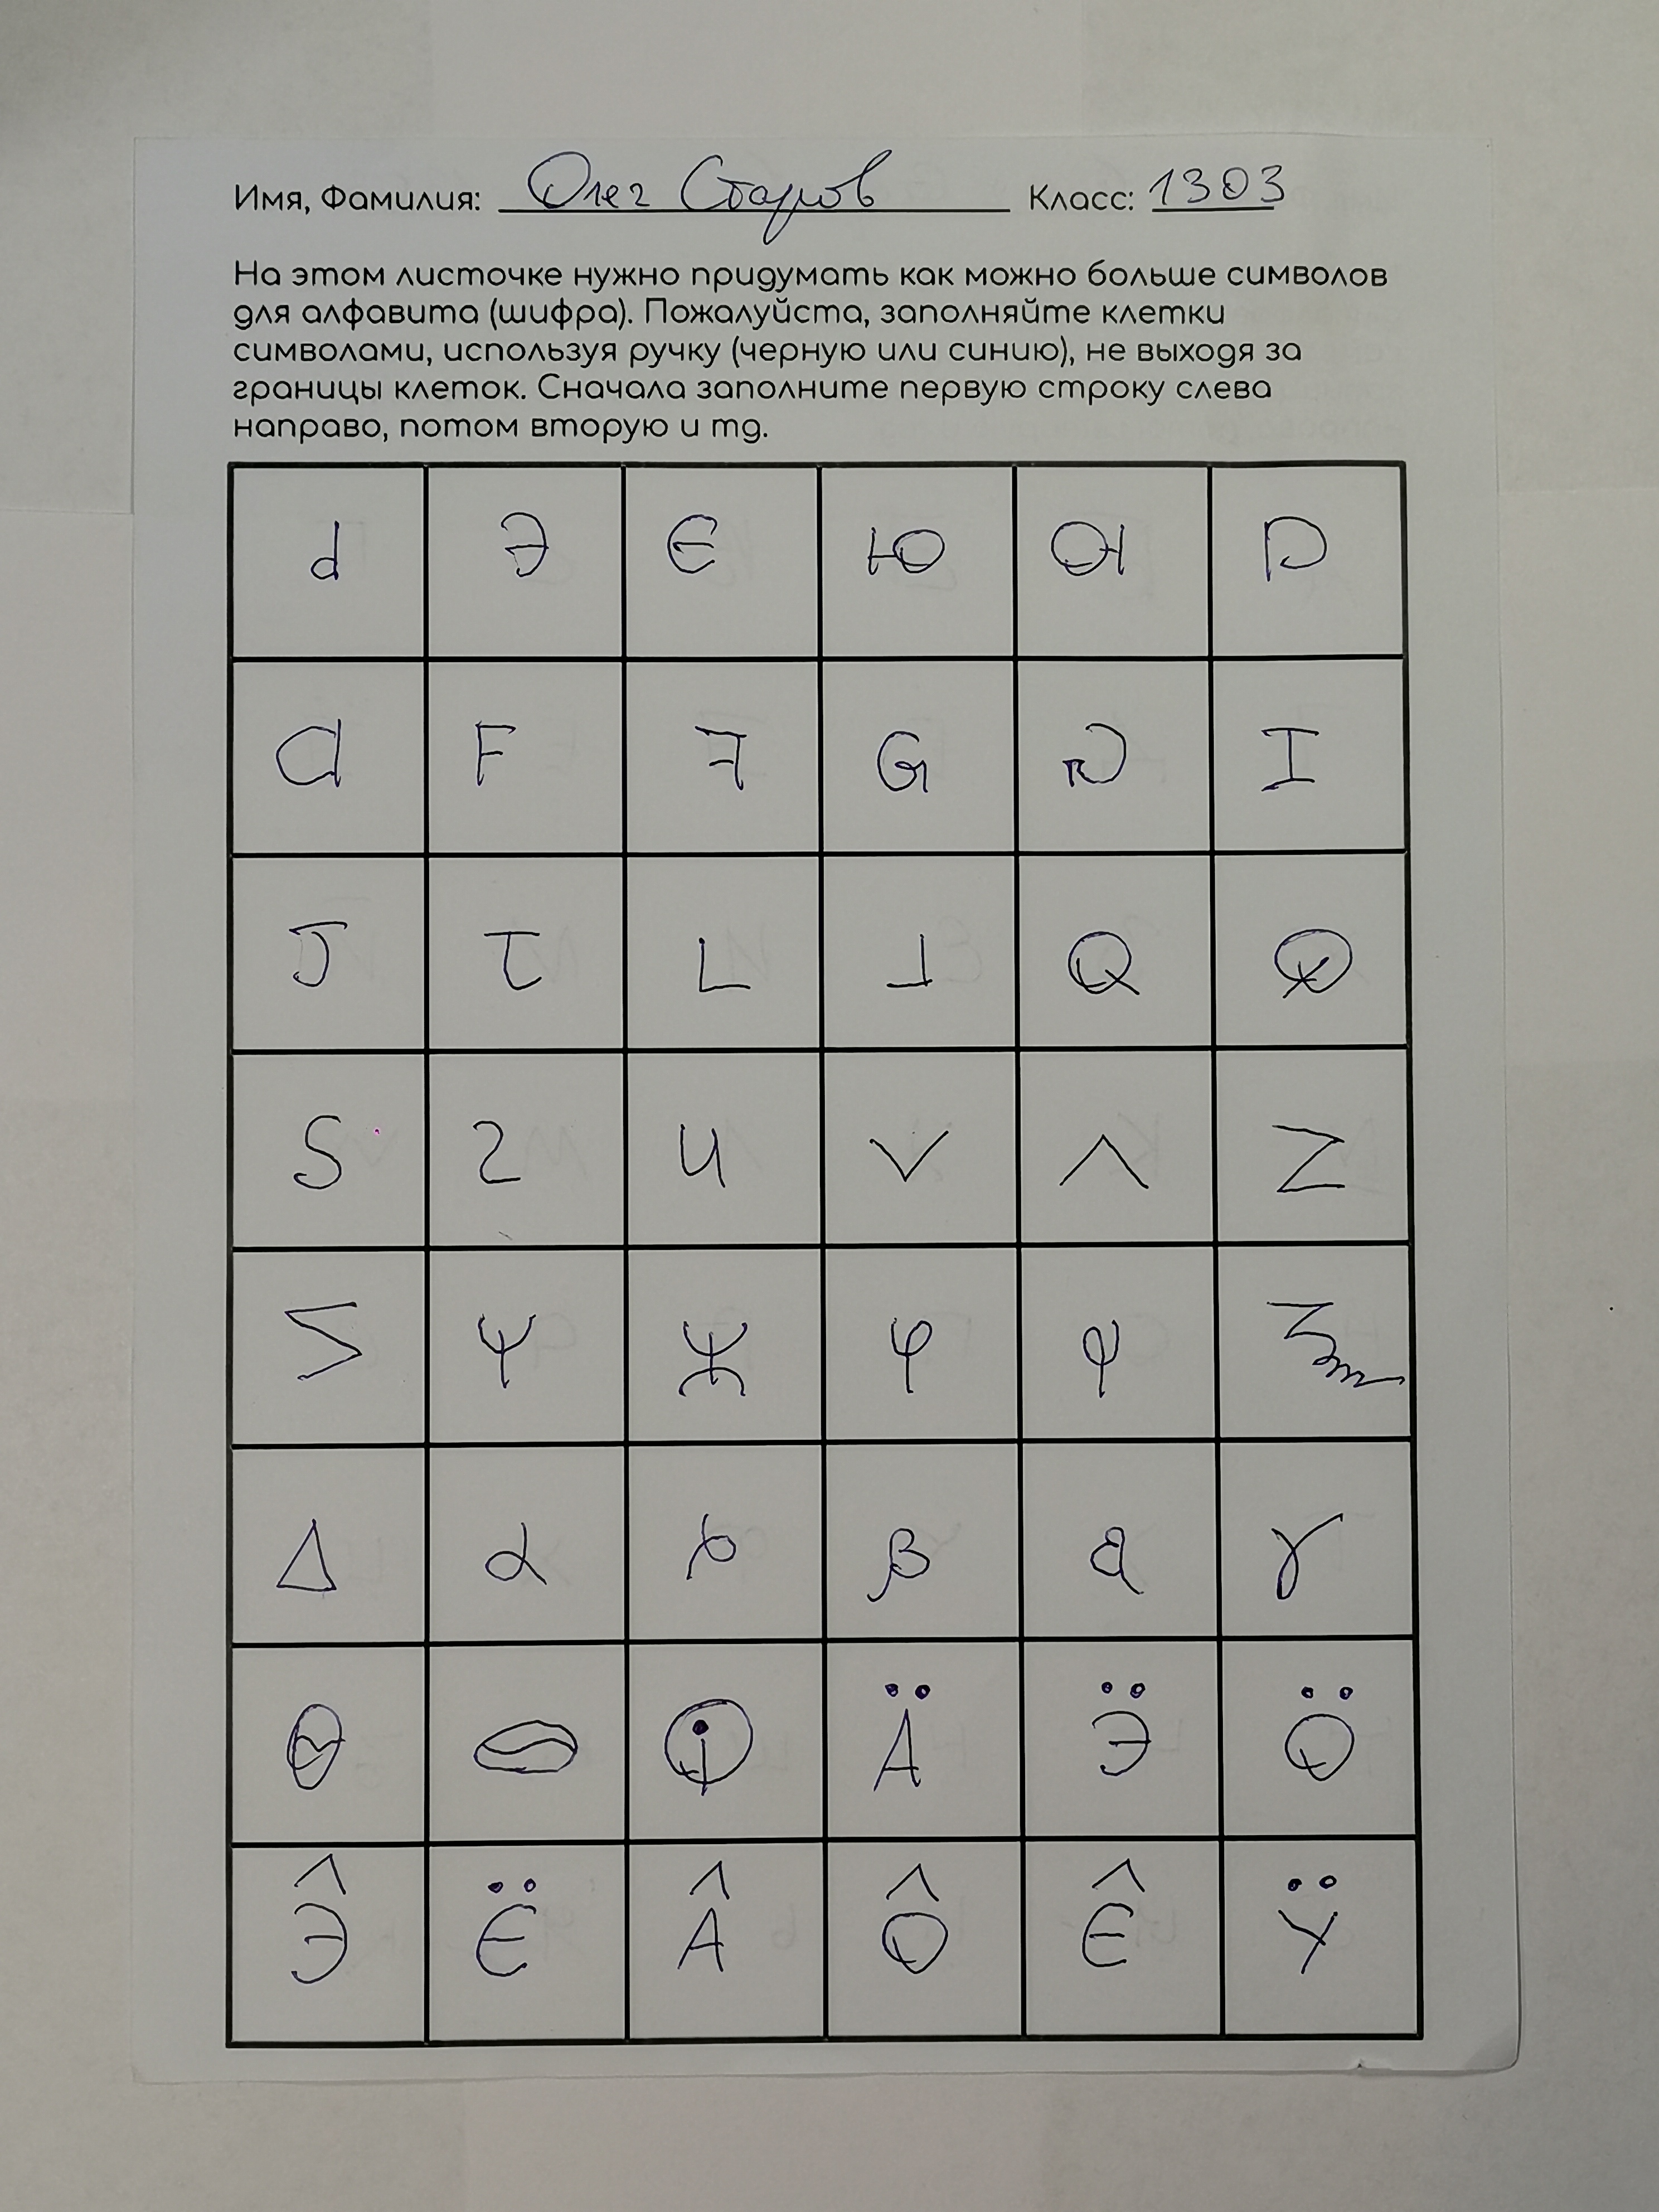 Имя, Фамилия: Олег Старов Класс: 1303
На этом листочке нужно придумать как можно больше символов
для алфавита (шифра). Пожалуйста, заполняйте клетки
символами, используя ручку (черную или синию), не выходя за
границы клеток. Сначала заполните первую строку слева
направо, потом вторую и тд.
d Э Є Ю
F G I
J L Q
S 2 И V Λ Z
Ψ φ
Δ α β γ
θ Ä Ӭ Ö
Э̂ Є̈ Â Ô Є̂ Ÿ